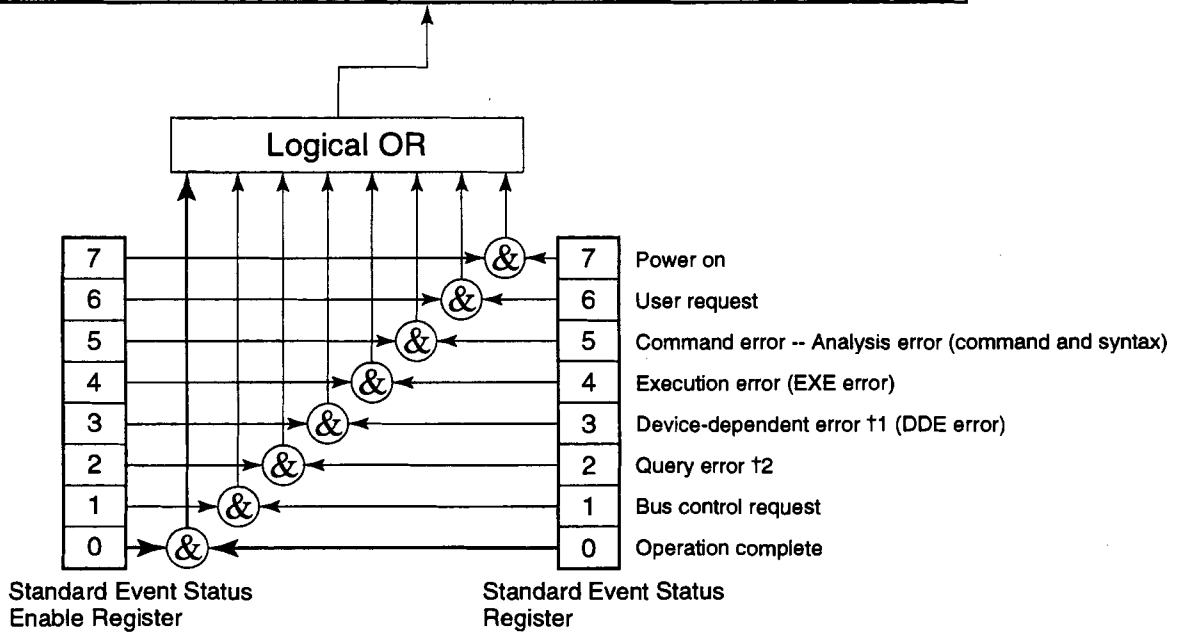 Logical OR
7 & 7 Power on
6 & 6 User request
5 & 5 Command error -- Analysis error (command and syntax)
4 & 4 Execution error (EXE error)
3 & 3 Device-dependent error †1 (DDE error)
2 & 2 Query error †2
1 & 1 Bus control request
0 & 0 Operation complete
Standard Event Status
Enable Register
Standard Event Status
Register